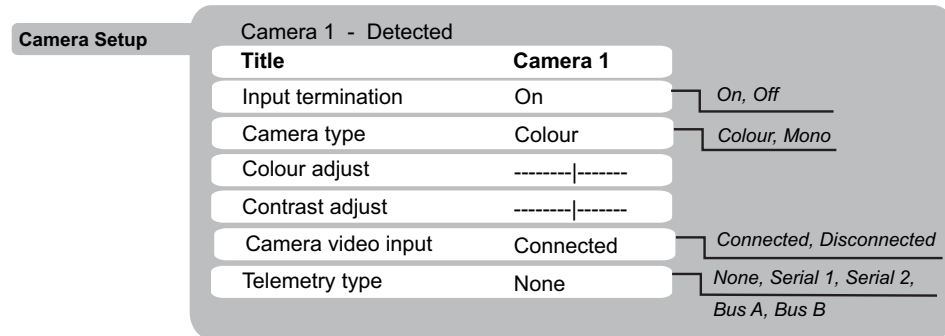 Camera Setup
Camera 1 - Detected
Title Camera 1
Input termination On On, Off
Camera type Colour Colour, Mono
Colour adjust --------|-------
Contrast adjust --------|-------
Camera video input Connected Connected, Disconnected
Telemetry type None None, Serial 1, Serial 2,
Bus A, Bus B